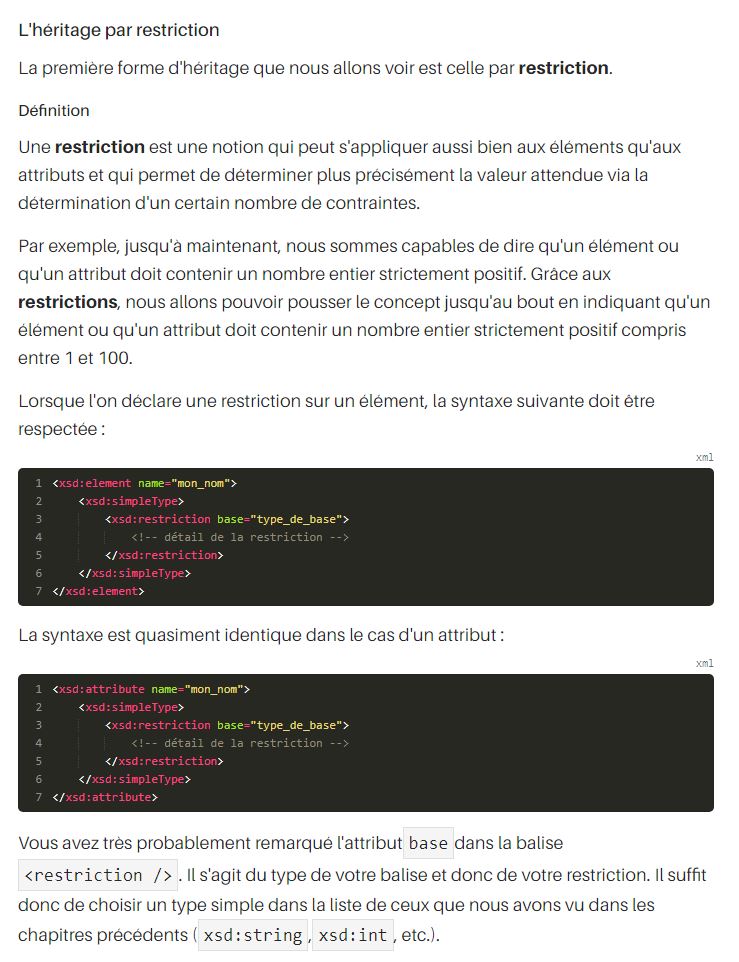 L'héritage par restriction
La première forme d'héritage que nous allons voir est celle par restriction.
Définition
Une restriction est une notion qui peut s'appliquer aussi bien aux éléments qu'aux
attributs et qui permet de déterminer plus précisément la valeur attendue via la
détermination d'un certain nombre de contraintes.
Par exemple, jusqu'à maintenant, nous sommes capables de dire qu'un élément ou
qu'un attribut doit contenir un nombre entier strictement positif. Grâce aux
restrictions, nous allons pouvoir pousser le concept jusqu'au bout en indiquant qu'un
élément ou qu'un attribut doit contenir un nombre entier strictement positif compris
entre 1 et 100.
Lorsque l'on déclare une restriction sur un élément, la syntaxe suivante doit être
respectée :
xml
1 <xsd:element name="mon_nom">
2     <xsd:simpleType>
3         <xsd:restriction base="type_de_base">
4             <!-- détail de la restriction -->
5         </xsd:restriction>
6     </xsd:simpleType>
7 </xsd:element>
La syntaxe est quasiment identique dans le cas d'un attribut :
xml
1 <xsd:attribute name="mon_nom">
2     <xsd:simpleType>
3         <xsd:restriction base="type_de_base">
4             <!-- détail de la restriction -->
5         </xsd:restriction>
6     </xsd:simpleType>
7 </xsd:attribute>
Vous avez très probablement remarqué l'attribut base dans la balise
<restriction /> . Il s'agit du type de votre balise et donc de votre restriction. Il suffit
donc de choisir un type simple dans la liste de ceux que nous avons vu dans les
chapitres précédents ( xsd:string , xsd:int , etc.).